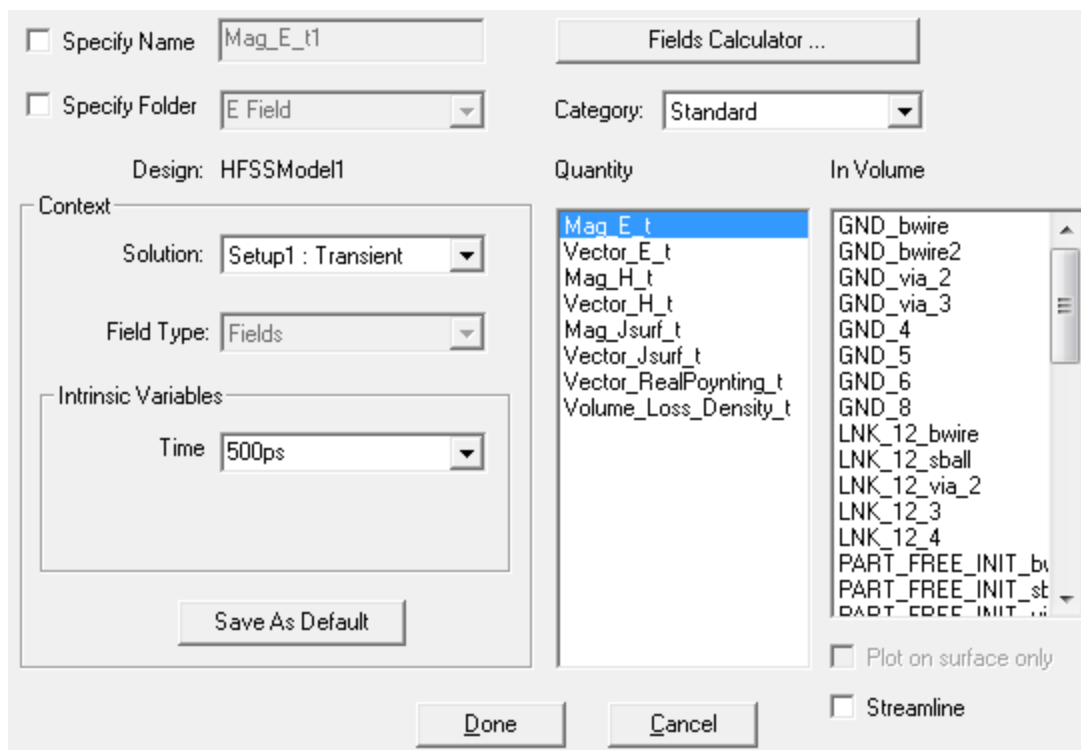 Specify Name Mag_E_t1
Fields Calculator ...
Specify Folder E Field
Category: Standard
Design: HFSSModel1
Context
Solution: Setup1 : Transient
Field Type: Fields
Intrinsic Variables
Time 500ps
Save As Default
Quantity
Mag_E_t
Vector_E_t
Mag_H_t
Vector_H_t
Mag_Jsurf_t
Vector_Jsurf_t
Vector_RealPoynting_t
Volume_Loss_Density_t
In Volume
GND_bwire
GND_bwire2
GND_via_2
GND_via_3
GND_4
GND_5
GND_6
GND_8
LNK_12_bwire
LNK_12_sball
LNK_12_via_2
LNK_12_3
LNK_12_4
PART_FREE_INIT_bw
PART_FREE_INIT_sb
PART_FREE_INIT_vi
Plot on surface only
Streamline
Done
Cancel